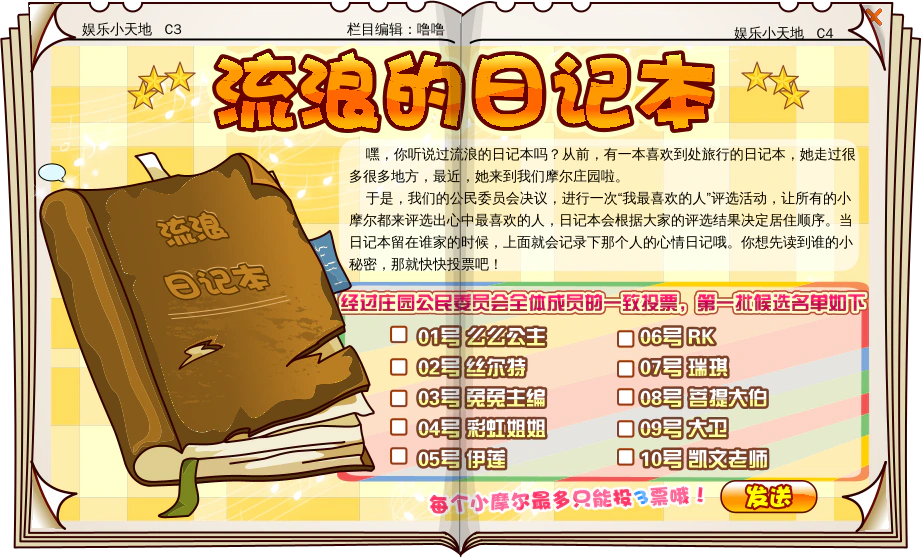 娱乐小天地 C3
栏目编辑：噜噜
娱乐小天地 C4
流浪的日记本
嘿，你听说过流浪的日记本吗？从前，有一本喜欢到处旅行的日记本，她走过很
多很多地方，最近，她来到我们摩尔庄园啦。
于是，我们的公民委员会决议，进行一次“我最喜欢的人”评选活动，让所有的小
摩尔都来评选出心中最喜欢的人，日记本会根据大家的评选结果决定居住顺序。当
日记本留在谁家的时候，上面就会记录下那个人的心情日记哦。你想先读到谁的小
秘密，那就快快投票吧！
流浪
日记本
经过庄园公民委员会全体成员的一致投票，第一批候选名单如下
01号 么么公主
02号 丝尔特
03号 兔兔主编
04号 彩虹姐姐
05号 伊莲
06号 RK
07号 瑞琪
08号 菩提大伯
09号 大卫
10号 凯文老师
每个小摩尔最多只能投3票哦！
发送